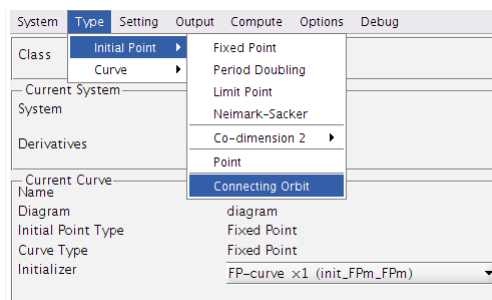 System Type Setting Output Compute Options Debug
Class
Initial Point
Curve
Fixed Point
Period Doubling
Limit Point
Neimark-Sacker
Co-dimension 2
Point
Connecting Orbit
Current System
System
Derivatives
Current Curve
Name
Diagram diagram
Initial Point Type Fixed Point
Curve Type Fixed Point
Initializer FP-curve x1 (init_FPm_FPm)